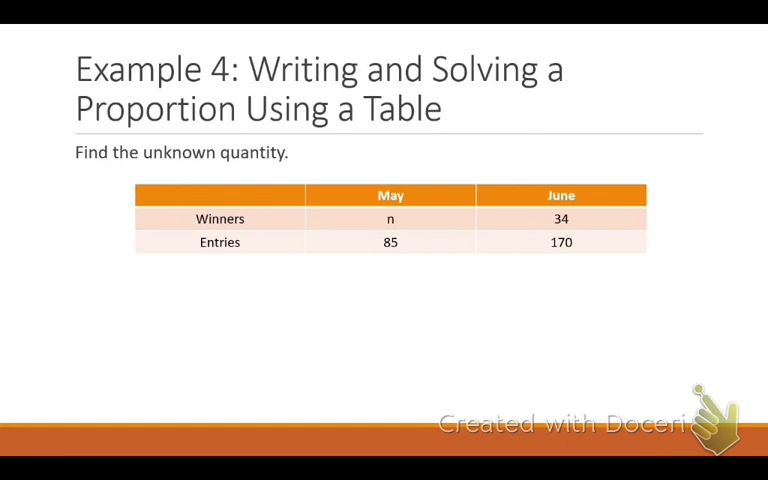 Example 4: Writing and Solving a
Proportion Using a Table
Find the unknown quantity.
May June
Winners n 34
Entries 85 170
Created with Doceri